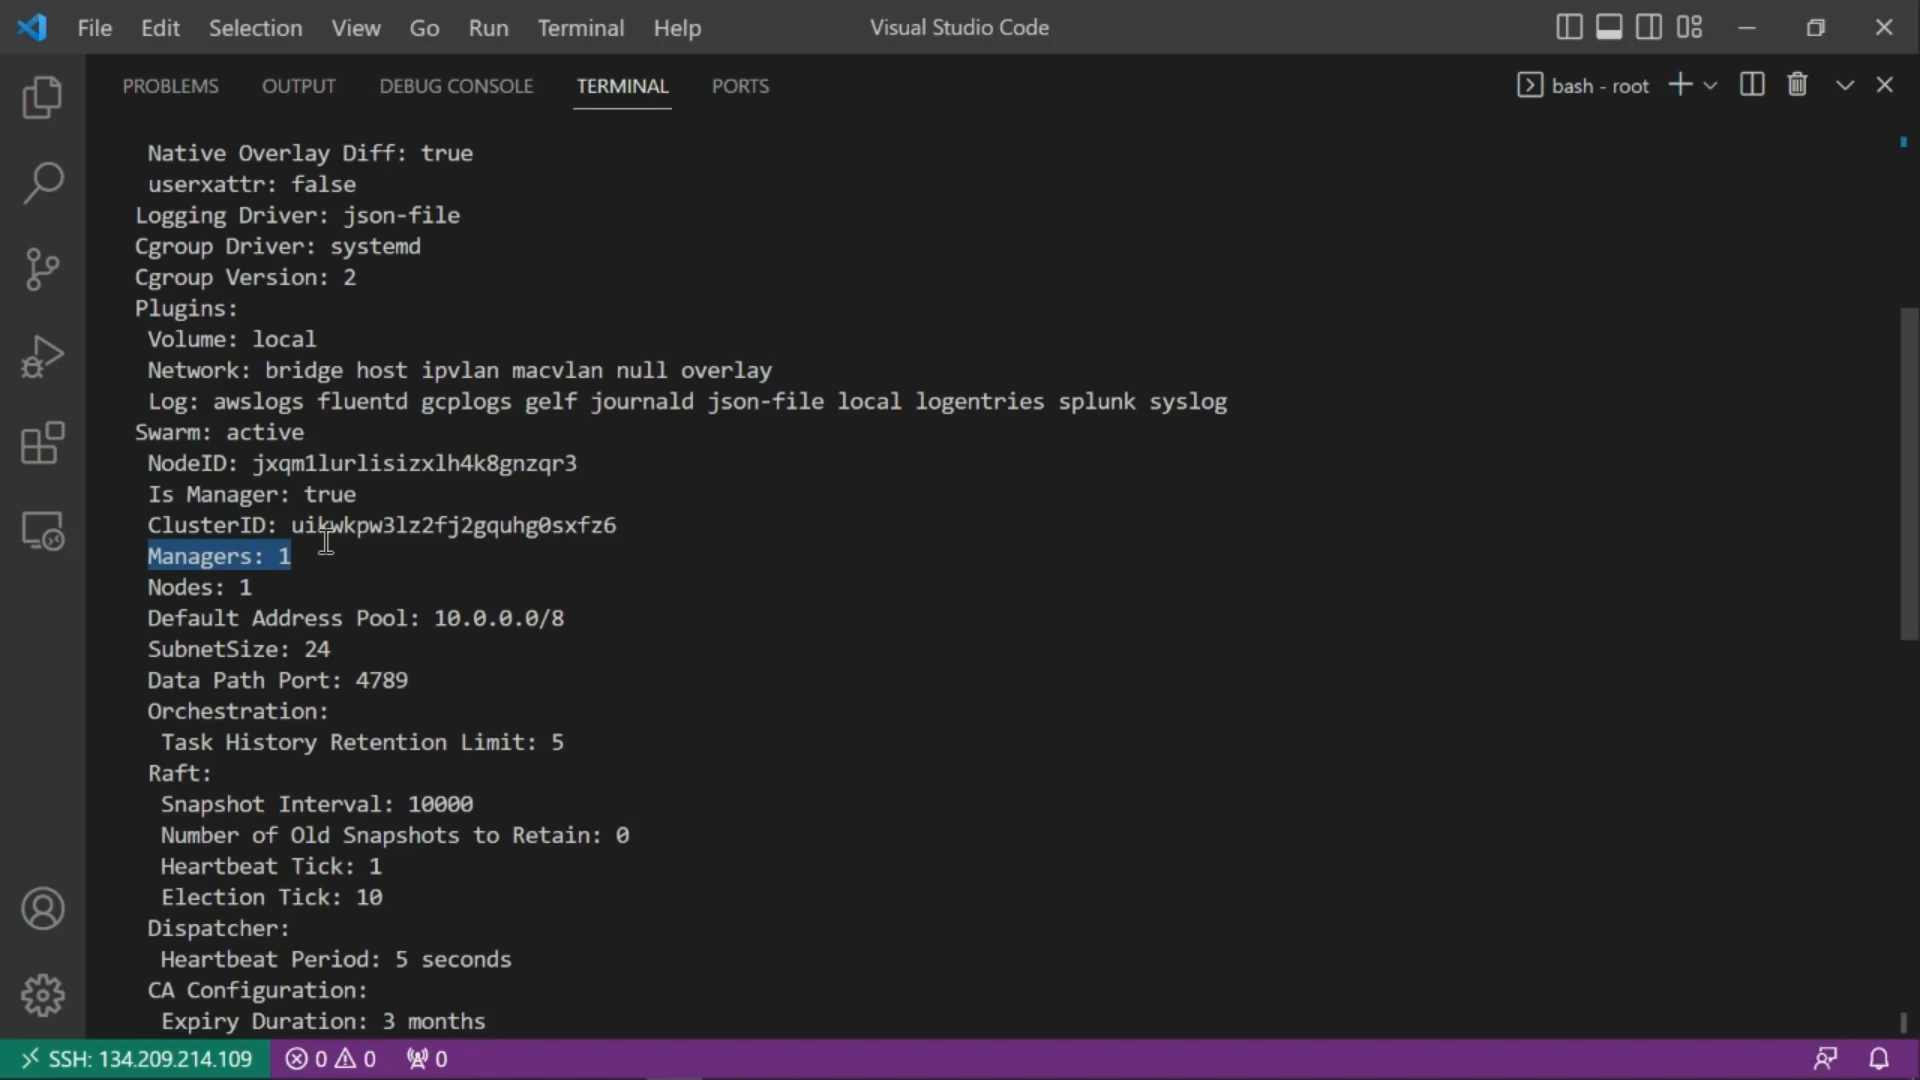 File Edit Selection View Go Run Terminal Help Visual Studio Code
PROBLEMS OUTPUT DEBUG CONSOLE TERMINAL PORTS bash - root
Native Overlay Diff: true
userxattr: false
Logging Driver: json-file
Cgroup Driver: systemd
Cgroup Version: 2
Plugins:
Volume: local
Network: bridge host ipvlan macvlan null overlay
Log: awslogs fluentd gcplogs gelf journald json-file local logentries splunk syslog
Swarm: active
NodeID: jxqm1lurlisizxlh4k8gnzqr3
Is Manager: true
ClusterID: uikwkpw3lz2fj2gquhg0sxfz6
Managers: 1
Nodes: 1
Default Address Pool: 10.0.0.0/8
SubnetSize: 24
Data Path Port: 4789
Orchestration:
Task History Retention Limit: 5
Raft:
Snapshot Interval: 10000
Number of Old Snapshots to Retain: 0
Heartbeat Tick: 1
Election Tick: 10
Dispatcher:
Heartbeat Period: 5 seconds
CA Configuration:
Expiry Duration: 3 months
SSH: 134.209.214.109 0 0 0